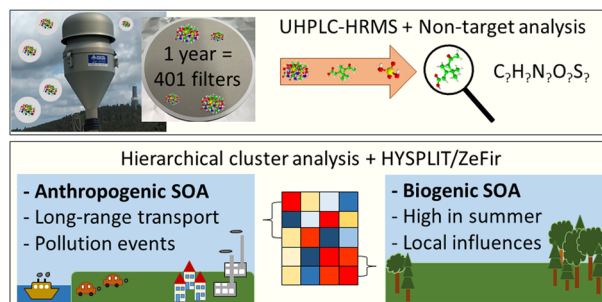 1 year =
401 filters
UHPLC-HRMS + Non-target analysis
C?H?N?O?S?
Hierarchical cluster analysis + HYSPLIT/ZeFir
- Anthropogenic SOA
- Long-range transport
- Pollution events
- Biogenic SOA
- High in summer
- Local influences